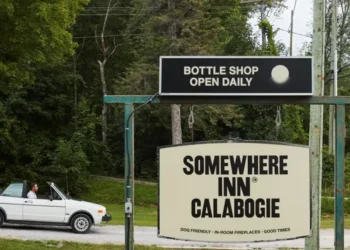 BOTTLE SHOP
OPEN DAILY
SOMEWHERE
INN
CALABOGIE
DOG FRIENDLY · IN-ROOM FIREPLACES · GOOD TIMES